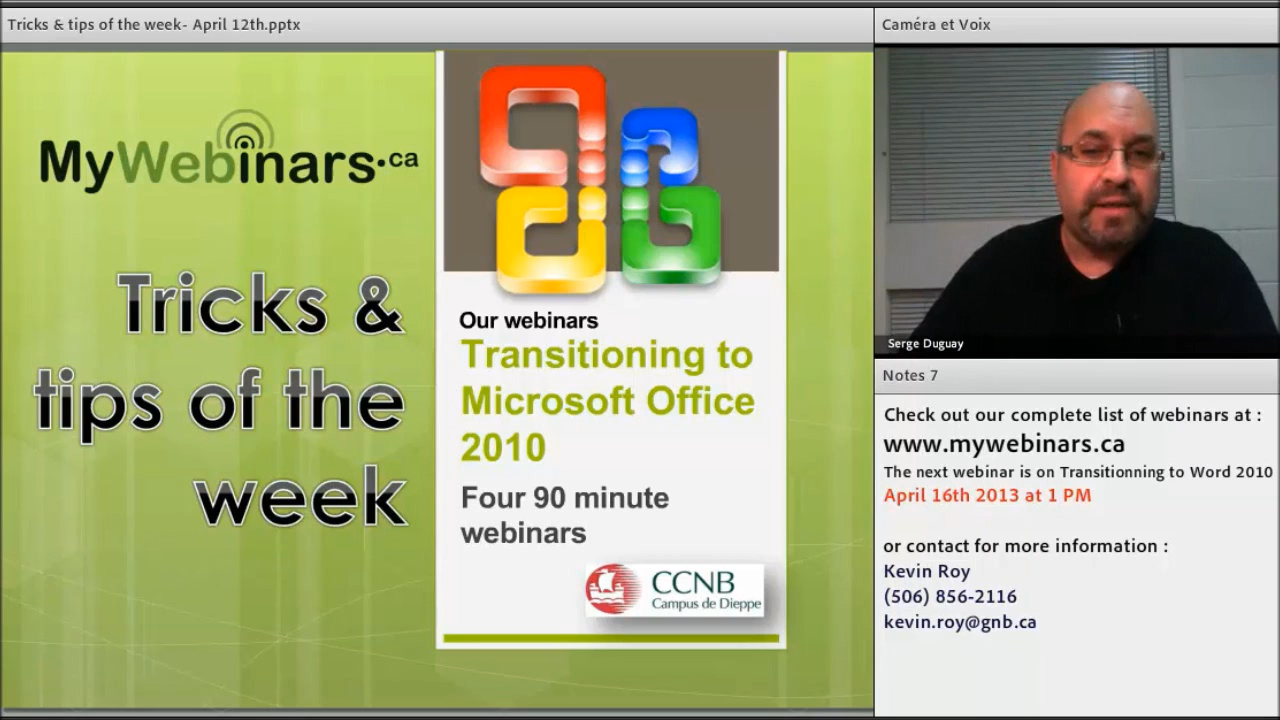 Tricks & tips of the week- April 12th.pptx
MyWebinars.ca
Tricks &
tips of the
week
Our webinars
Transitioning to
Microsoft Office
2010
Four 90 minute
webinars
CCNB
Campus de Dieppe
Caméra et Voix
Serge Duguay
Notes 7
Check out our complete list of webinars at :
www.mywebinars.ca
The next webinar is on Transitionning to Word 2010
April 16th 2013 at 1 PM
or contact for more information :
Kevin Roy
(506) 856-2116
kevin.roy@gnb.ca